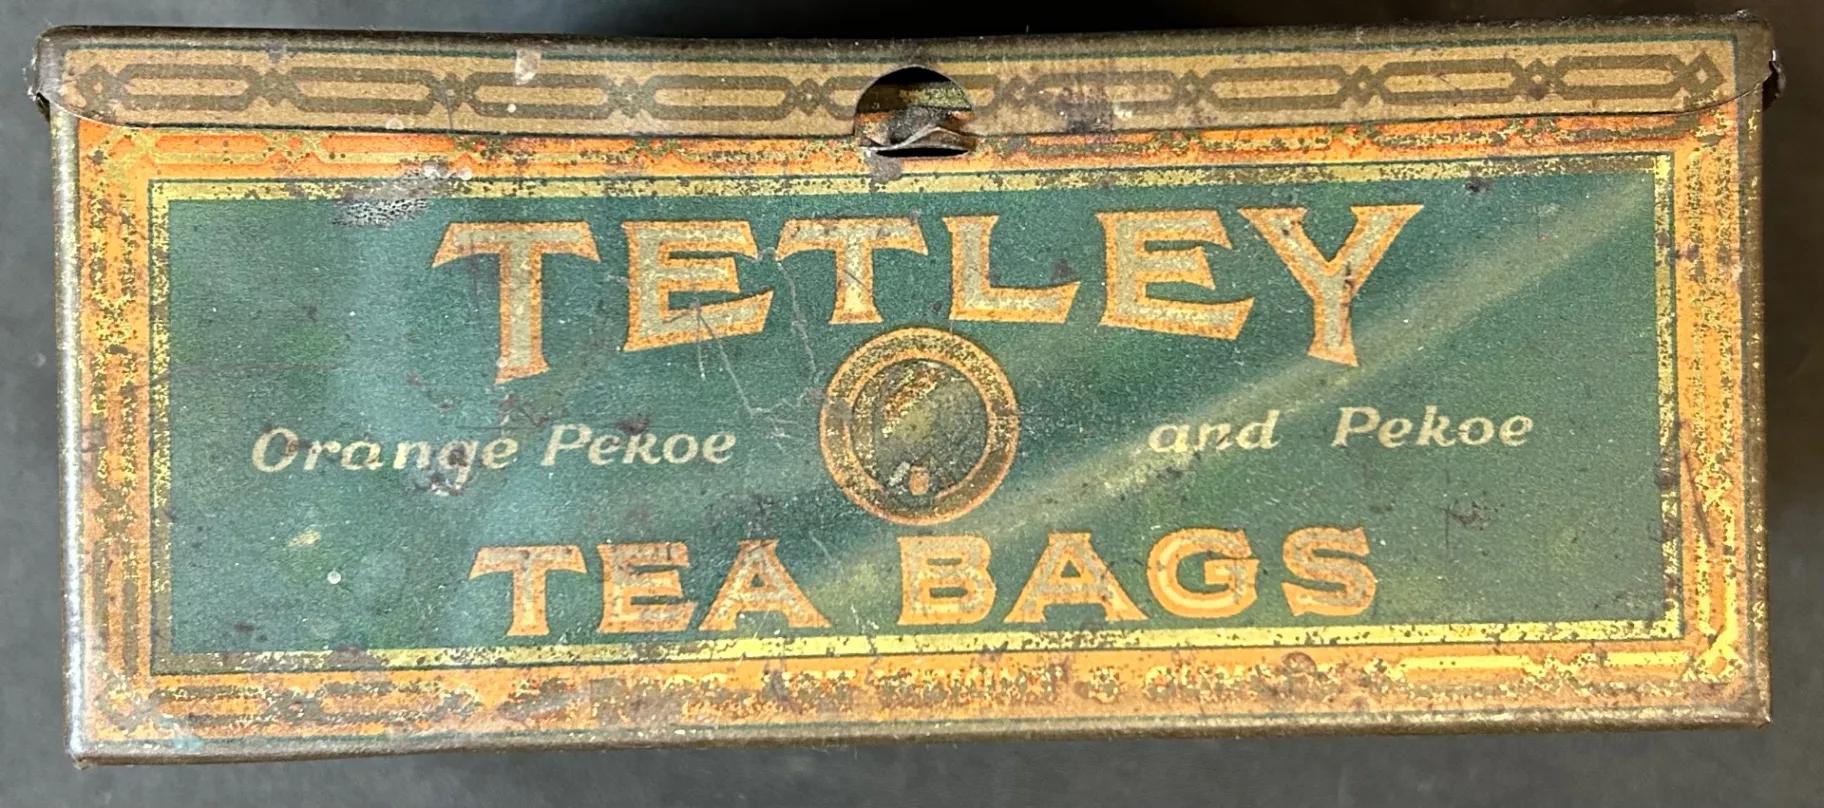 TETLEY
Orange Pekoe and Pekoe
TEA BAGS